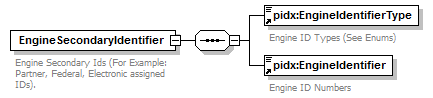 pidx:EngineIdentifierType
EngineSecondaryIdentifier
Engine ID Types (See Enums)
Engine Secondary Ids (For Example:
Partner, Federal, Electronic assigned
IDs).
pidx:EngineIdentifier
Engine ID Numbers